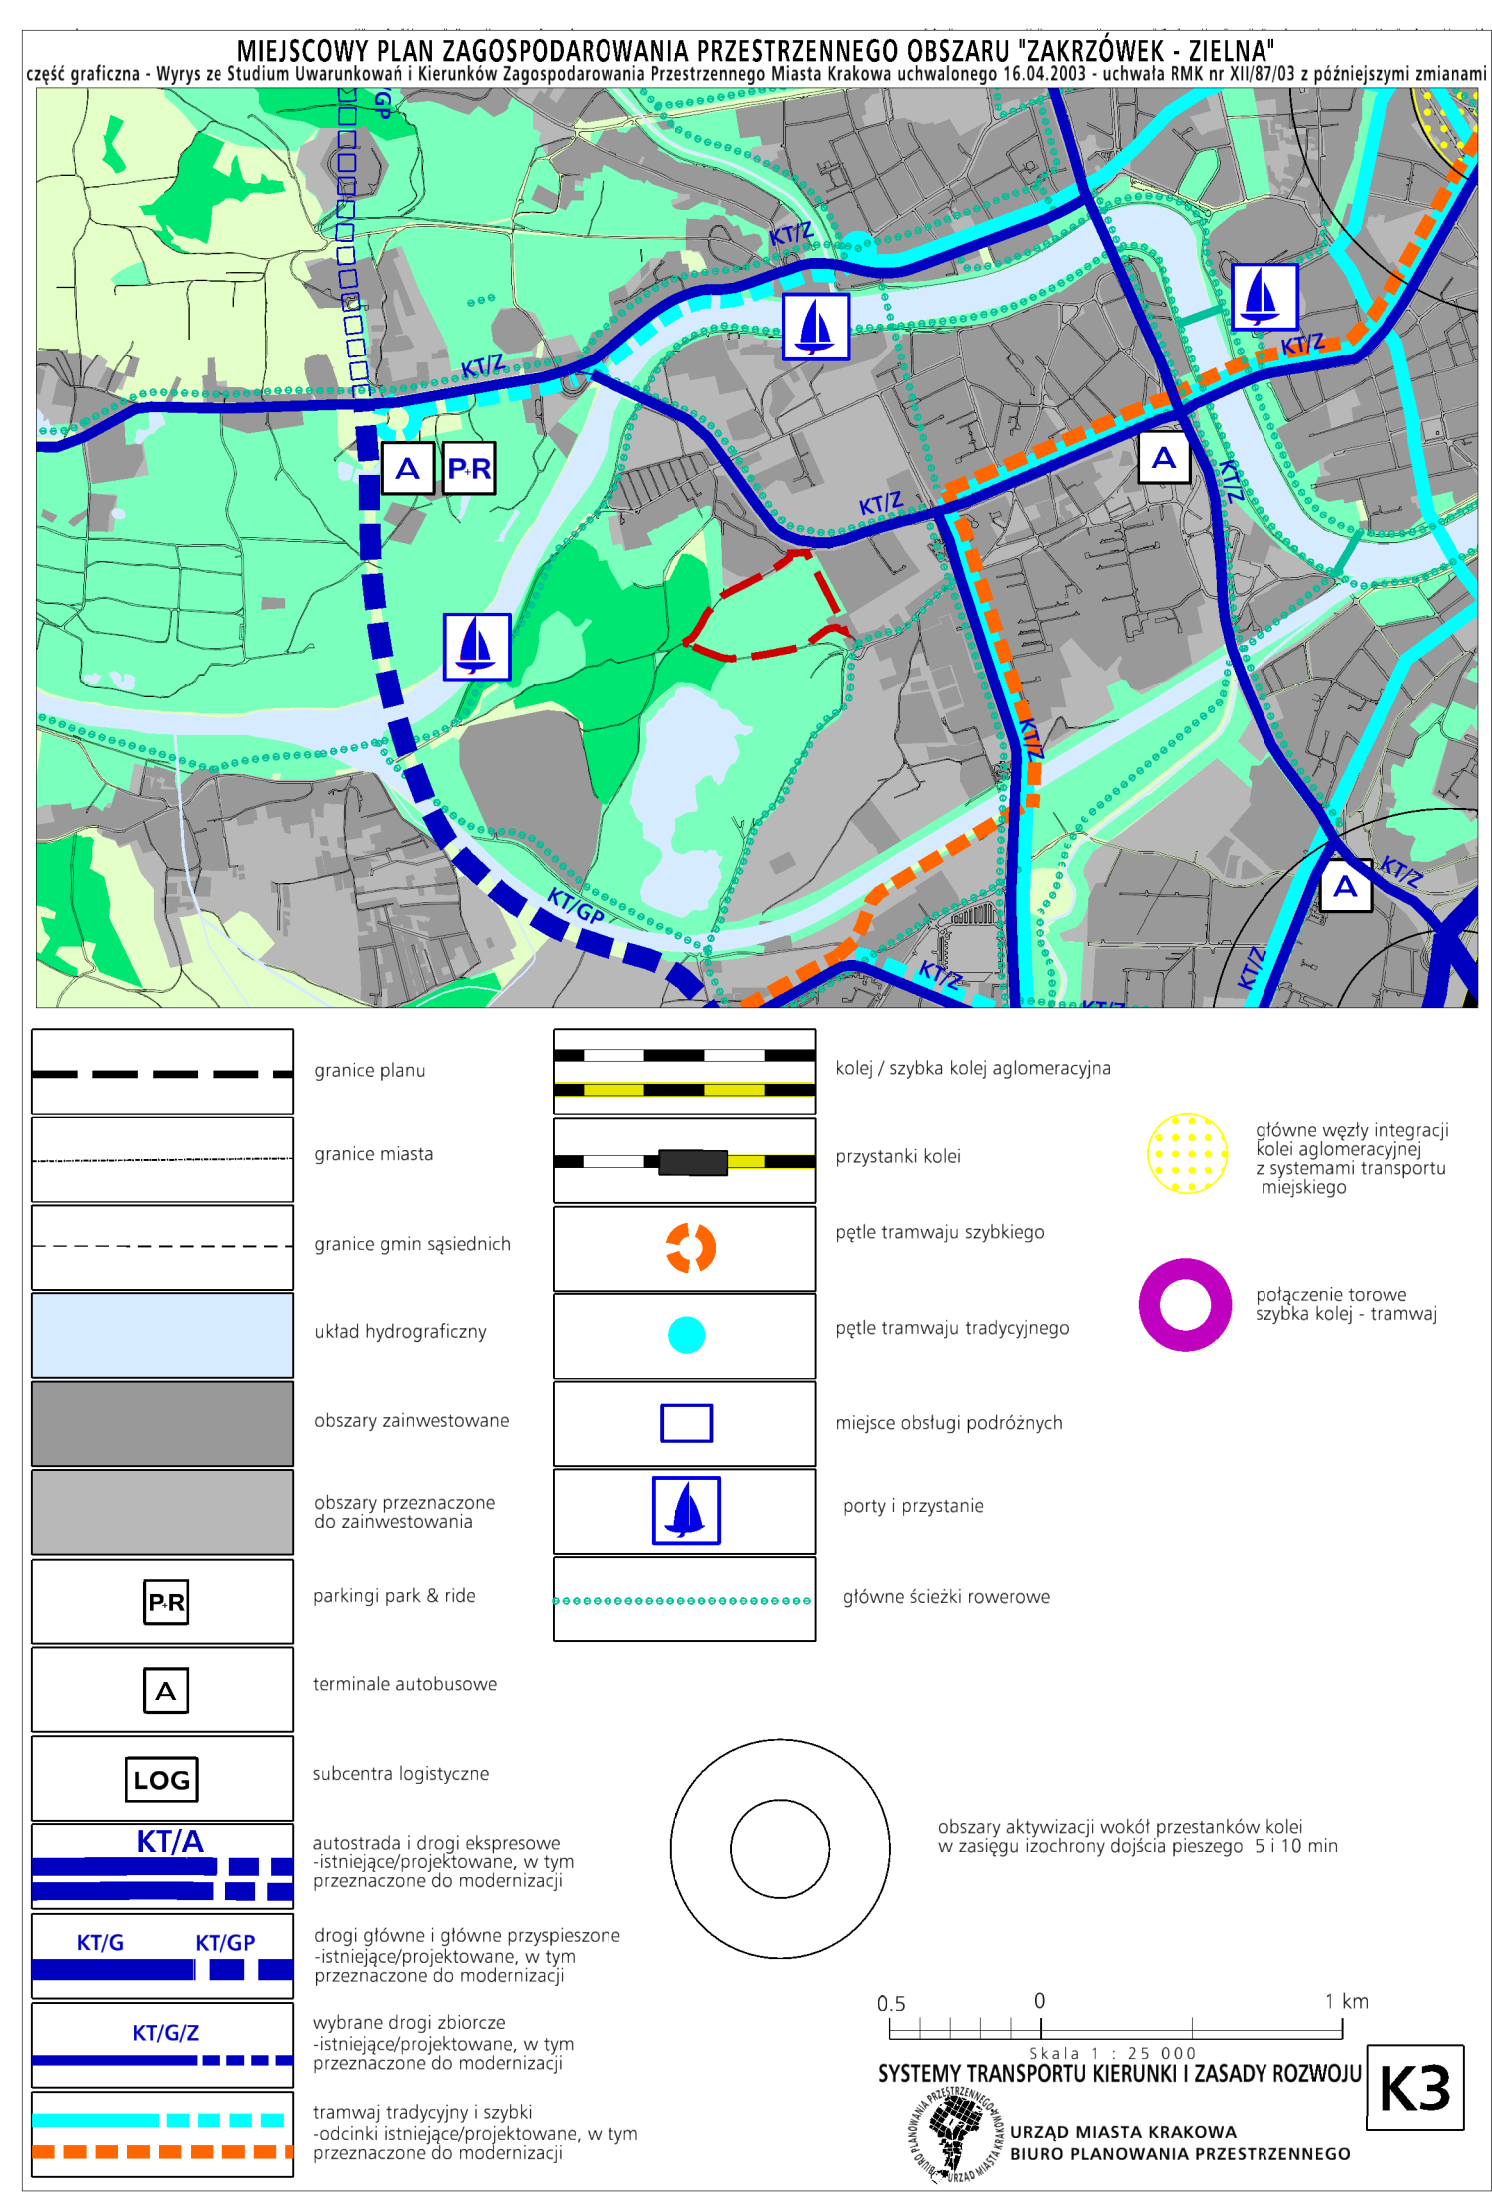 MIEJSCOWY PLAN ZAGOSPODAROWANIA PRZESTRZENNEGO OBSZARU "ZAKRZÓWEK - ZIELNA"
część graficzna - Wyrys ze Studium Uwarunkowań i Kierunków Zagospodarowania Przestrzennego Miasta Krakowa uchwalonego 16.04.2003 - uchwała RMK nr XII/87/03 z późniejszymi zmianami
/GP
KT/Z
KT/Z
KT/Z
A
P+R
A
KT/Z
KT/Z
KT/Z
KT/GP
KT/Z
A
KT/Z
KT/Z
KT/Z
granice planu
granice miasta
granice gmin sąsiednich
układ hydrograficzny
obszary zainwestowane
obszary przeznaczone
do zainwestowania
P+R
parkingi park & ride
A
terminale autobusowe
LOG
subcentra logistyczne
KT/A
autostrada i drogi ekspresowe
-istniejące/projektowane, w tym
przeznaczone do modernizacji
KT/G
KT/GP
drogi główne i główne przyspieszone
-istniejące/projektowane, w tym
przeznaczone do modernizacji
KT/G/Z
wybrane drogi zbiorcze
-istniejące/projektowane, w tym
przeznaczone do modernizacji
tramwaj tradycyjny i szybki
-odcinki istniejące/projektowane, w tym
przeznaczone do modernizacji
kolej / szybka kolej aglomeracyjna
przystanki kolei
pętle tramwaju szybkiego
pętle tramwaju tradycyjnego
miejsce obsługi podróżnych
porty i przystanie
główne ścieżki rowerowe
główne węzły integracji
kolei aglomeracyjnej
z systemami transportu
miejskiego
połączenie torowe
szybka kolej - tramwaj
obszary aktywizacji wokół przestanków kolei
w zasięgu izochrony dojścia pieszego 5 i 10 min
0.5
0
1 km
Skala 1 : 25 000
SYSTEMY TRANSPORTU KIERUNKI I ZASADY ROZWOJU
K3
BIURO PLANOWANIA PRZESTRZENNEGO
URZĄD MIASTA KRAKOWA
URZĄD MIASTA KRAKOWA
BIURO PLANOWANIA PRZESTRZENNEGO